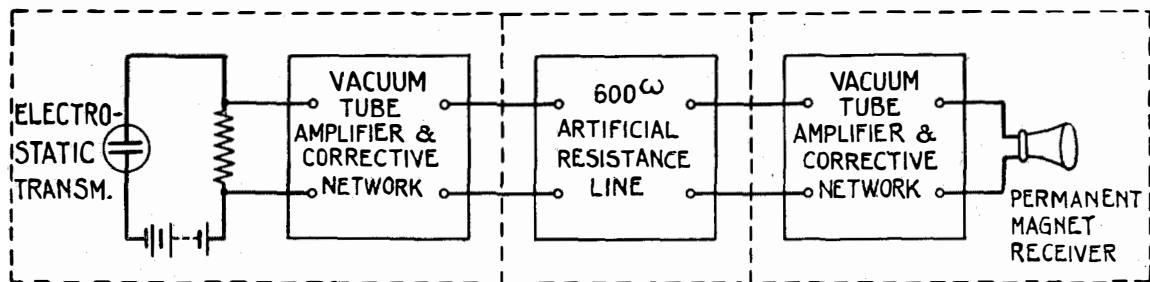 ELECTRO-
STATIC
TRANSM.
VACUUM
TUBE
AMPLIFIER &
CORRECTIVE
NETWORK
600ω
ARTIFICIAL
RESISTANCE
LINE
VACUUM
TUBE
AMPLIFIER &
CORRECTIVE
NETWORK
PERMANENT
MAGNET
RECEIVER